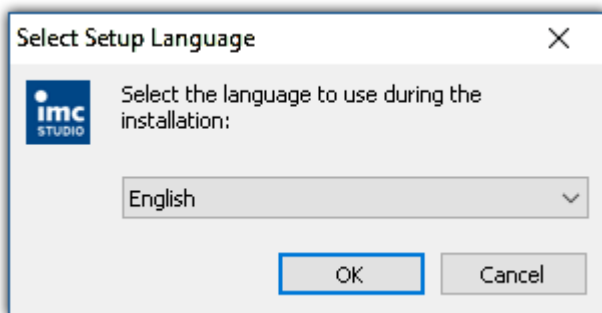 Select Setup Language
imc
STUDIO
Select the language to use during the
installation:
English
OK
Cancel